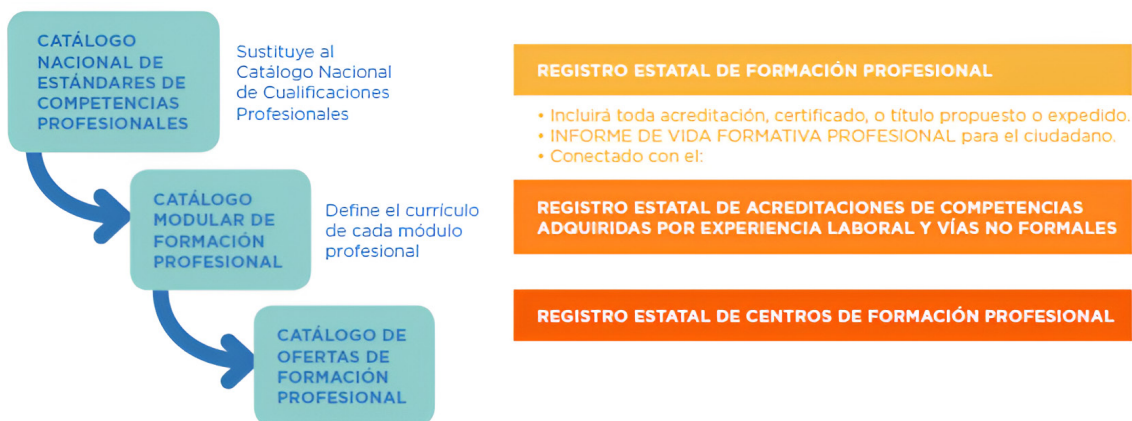 CATÁLOGO
NACIONAL DE
ESTÁNDARES DE
COMPETENCIAS
PROFESIONALES
Sustituye al
Catálogo Nacional
de Cualificaciones
Profesionales
CATÁLOGO
MODULAR DE
FORMACIÓN
PROFESIONAL
Define el currículo
de cada módulo
profesional
CATÁLOGO DE
OFERTAS DE
FORMACIÓN
PROFESIONAL
REGISTRO ESTATAL DE FORMACIÓN PROFESIONAL
• Incluirá toda acreditación, certificado, o título propuesto o expedido.
• INFORME DE VIDA FORMATIVA PROFESIONAL para el ciudadano.
• Conectado con el:
REGISTRO ESTATAL DE ACREDITACIONES DE COMPETENCIAS
ADQUIRIDAS POR EXPERIENCIA LABORAL Y VÍAS NO FORMALES
REGISTRO ESTATAL DE CENTROS DE FORMACIÓN PROFESIONAL